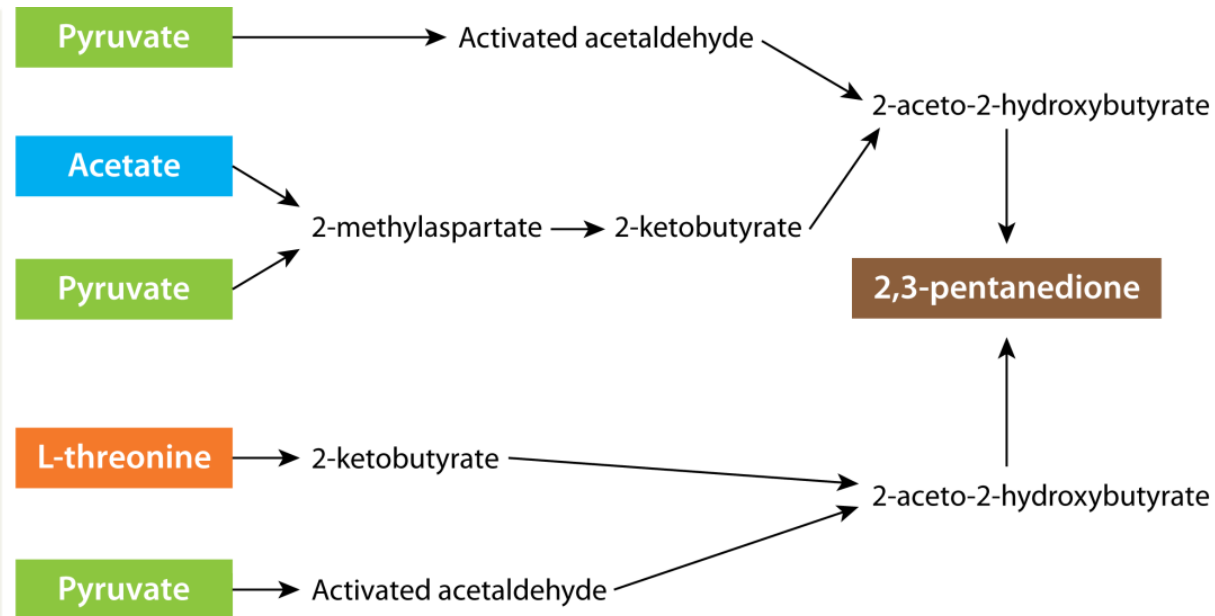 Pyruvate
Activated acetaldehyde
2-aceto-2-hydroxybutyrate
Acetate
2-methylaspartate
2-ketobutyrate
Pyruvate
2,3-pentanedione
L-threonine
2-ketobutyrate
2-aceto-2-hydroxybutyrate
Pyruvate
Activated acetaldehyde